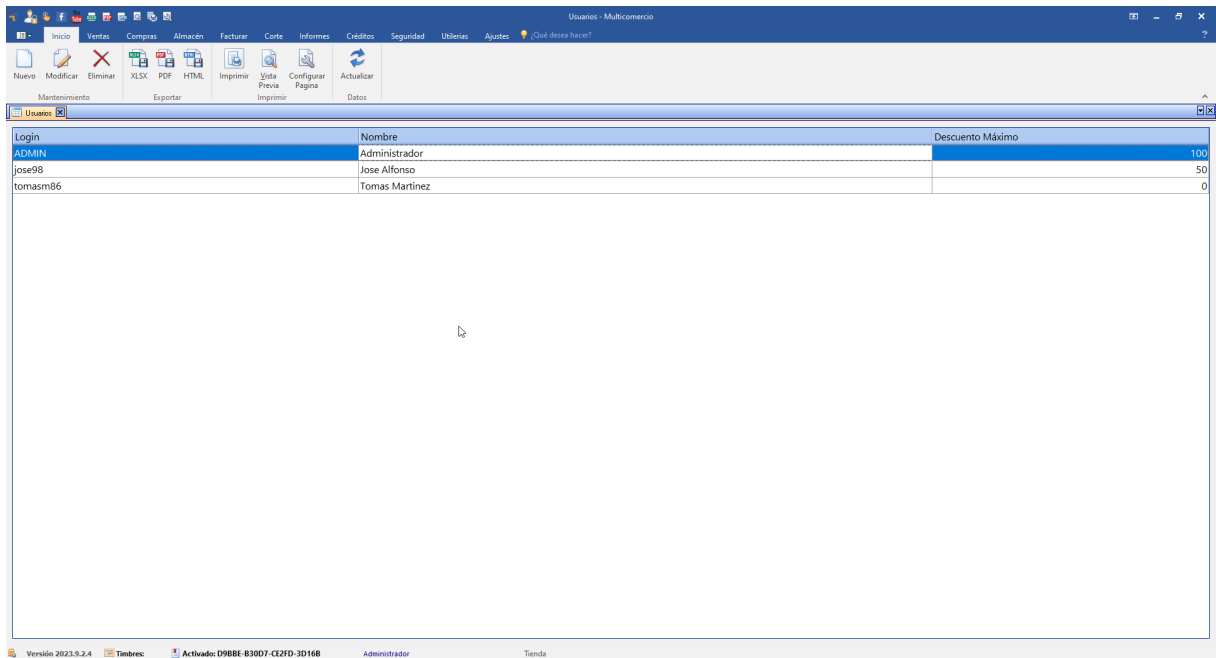 Usuarios - Multicomercio
Inicio Ventas Compras Almacén Facturar Corte Informes Créditos Seguridad Utilerias Ajustes ¿Qué desea hacer?
Nuevo Modificar Eliminar XLSX PDF HTML Imprimir Vista Previa Configurar Pagina Actualizar
Mantenimiento Exportar Imprimir Datos
Usuarios
Login Nombre Descuento Máximo
ADMIN Administrador 100
jose98 Jose Alfonso 50
tomasm86 Tomas Martinez 0
Versión 2023.9.2.4 Timbres: Activado: D9BBE-B30D7-CE2FD-3D16B Administrador Tienda